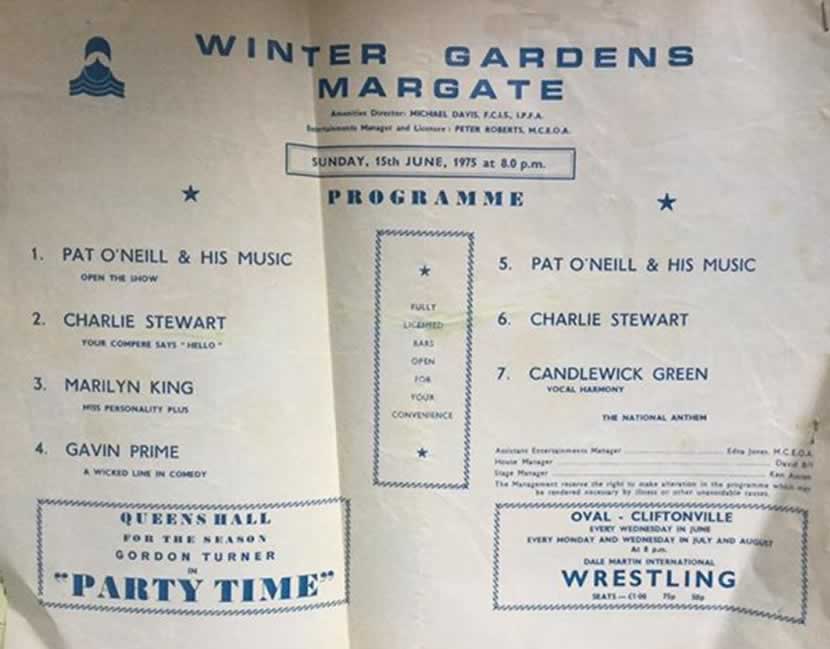 WINTER GARDENS
MARGATE
Amenities Director: MICHAEL DAVIS, F.C.I.S., I.P.F.A.
Entertainments Manager and Licensee: PETER ROBERTS, M.C.E.O.A.
SUNDAY, 15th JUNE, 1975 at 8.0 p.m.
PROGRAMME
1. PAT O'NEILL & HIS MUSIC
OPEN THE SHOW
2. CHARLIE STEWART
YOUR COMPERE SAYS "HELLO"
3. MARILYN KING
MISS PERSONALITY PLUS
4. GAVIN PRIME
A WICKED LINE IN COMEDY
QUEENS HALL
FOR THE SEASON
GORDON TURNER
IN
"PARTY TIME"
FULLY
LICENSED
BARS
OPEN
FOR
YOUR
CONVENIENCE
5. PAT O'NEILL & HIS MUSIC
6. CHARLIE STEWART
7. CANDLEWICK GREEN
VOCAL HARMONY
THE NATIONAL ANTHEM
Assistant Entertainments Manager Edna Jones, M.C.E.O.A.
House Manager David
Stage Manager Ken
The Management reserve the right to make alteration in the programme which may
be rendered necessary by illness or other unavoidable causes.
OVAL - CLIFTONVILLE
EVERY WEDNESDAY IN JUNE
EVERY MONDAY AND WEDNESDAY IN JULY AND AUGUST
At 8 p.m.
DALE MARTIN INTERNATIONAL
WRESTLING
SEATS — £1·00 75p 50p